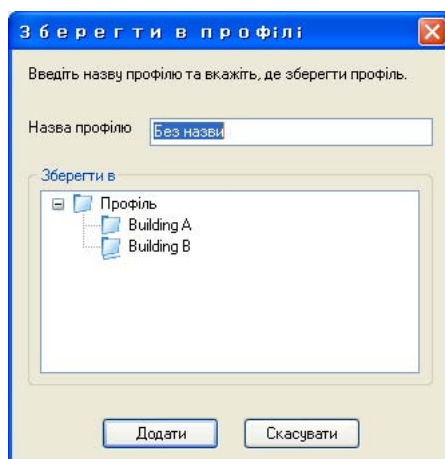 Зберегти в профілі
Введіть назву профілю та вкажіть, де зберегти профіль.
Назва профілю Без назви
Зберегти в
Профіль
Building A
Building B
Додати Скасувати